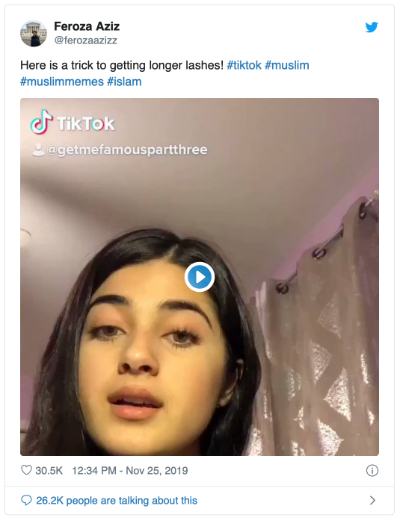 Feroza Aziz
@ferozaazizz
Here is a trick to getting longer lashes! #tiktok #muslim
#muslimmemes #islam
TikTok
@getmefamouspartthree
30.5K 12:34 PM - Nov 25, 2019
26.2K people are talking about this